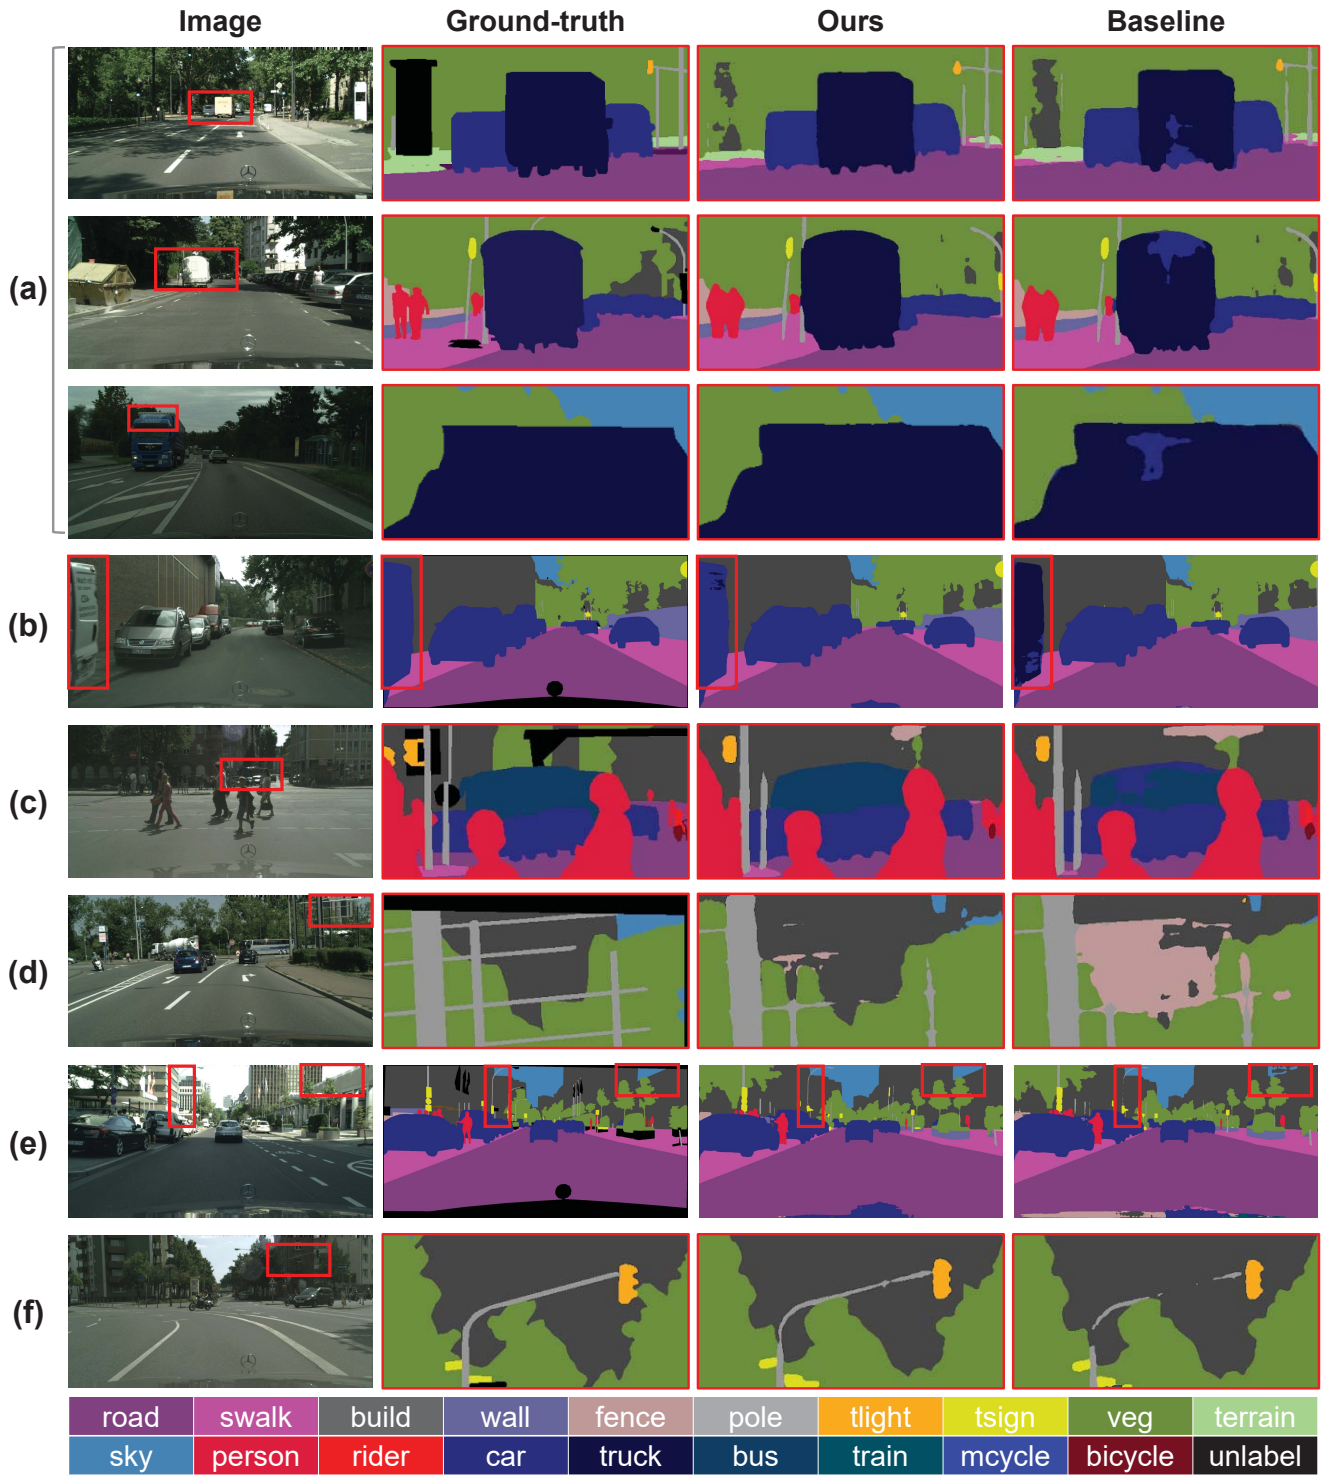 Image Ground-truth Ours Baseline
(a)
(b)
(c)
(d)
(e)
(f)
road swalk build wall fence pole tlight tsign veg terrain
sky person rider car truck bus train mcycle bicycle unlabel